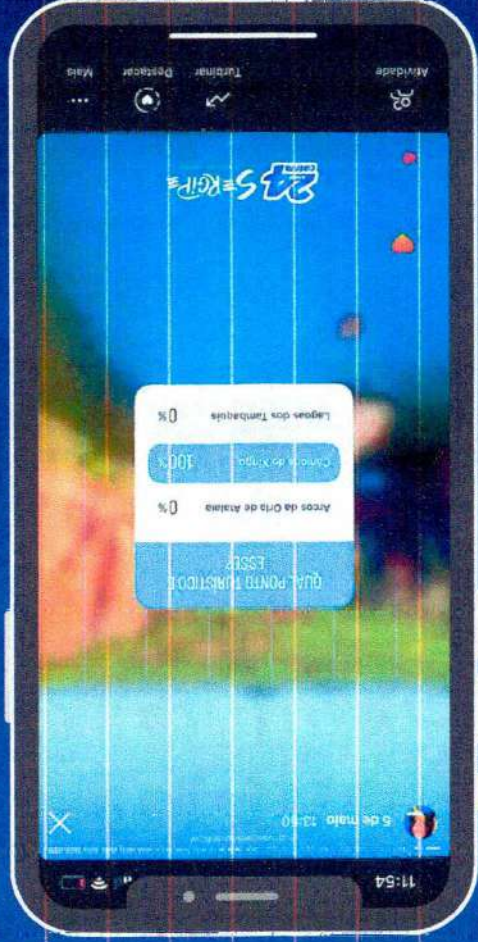 11:54
5 de maio 13:50
QUAL PONTO TURÍSTICO É
ESSE?
Arcos da Orla de Atalaia 0%
Cânions do Xingó 100%
Lagoas dos Tambaquis 0%
24 SERGIPE
Atividade
Turbinar
Destacar
Mais